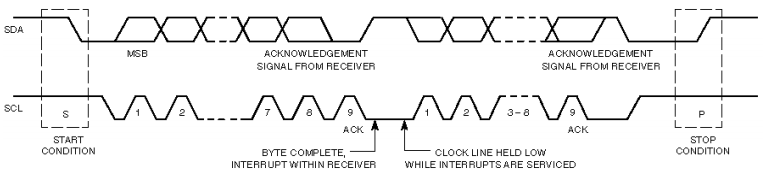 SDA
MSB
ACKNOWLEDGEMENT
SIGNAL FROM RECEIVER
ACKNOWLEDGEMENT
SIGNAL FROM RECEIVER
SCL
S
1
2
7
8
9
ACK
1
2
3–8
9
ACK
P
START
CONDITION
BYTE COMPLETE,
INTERRUPT WITHIN RECEIVER
CLOCK LINE HELD LOW
WHILE INTERRUPTS ARE SERVICED
STOP
CONDITION